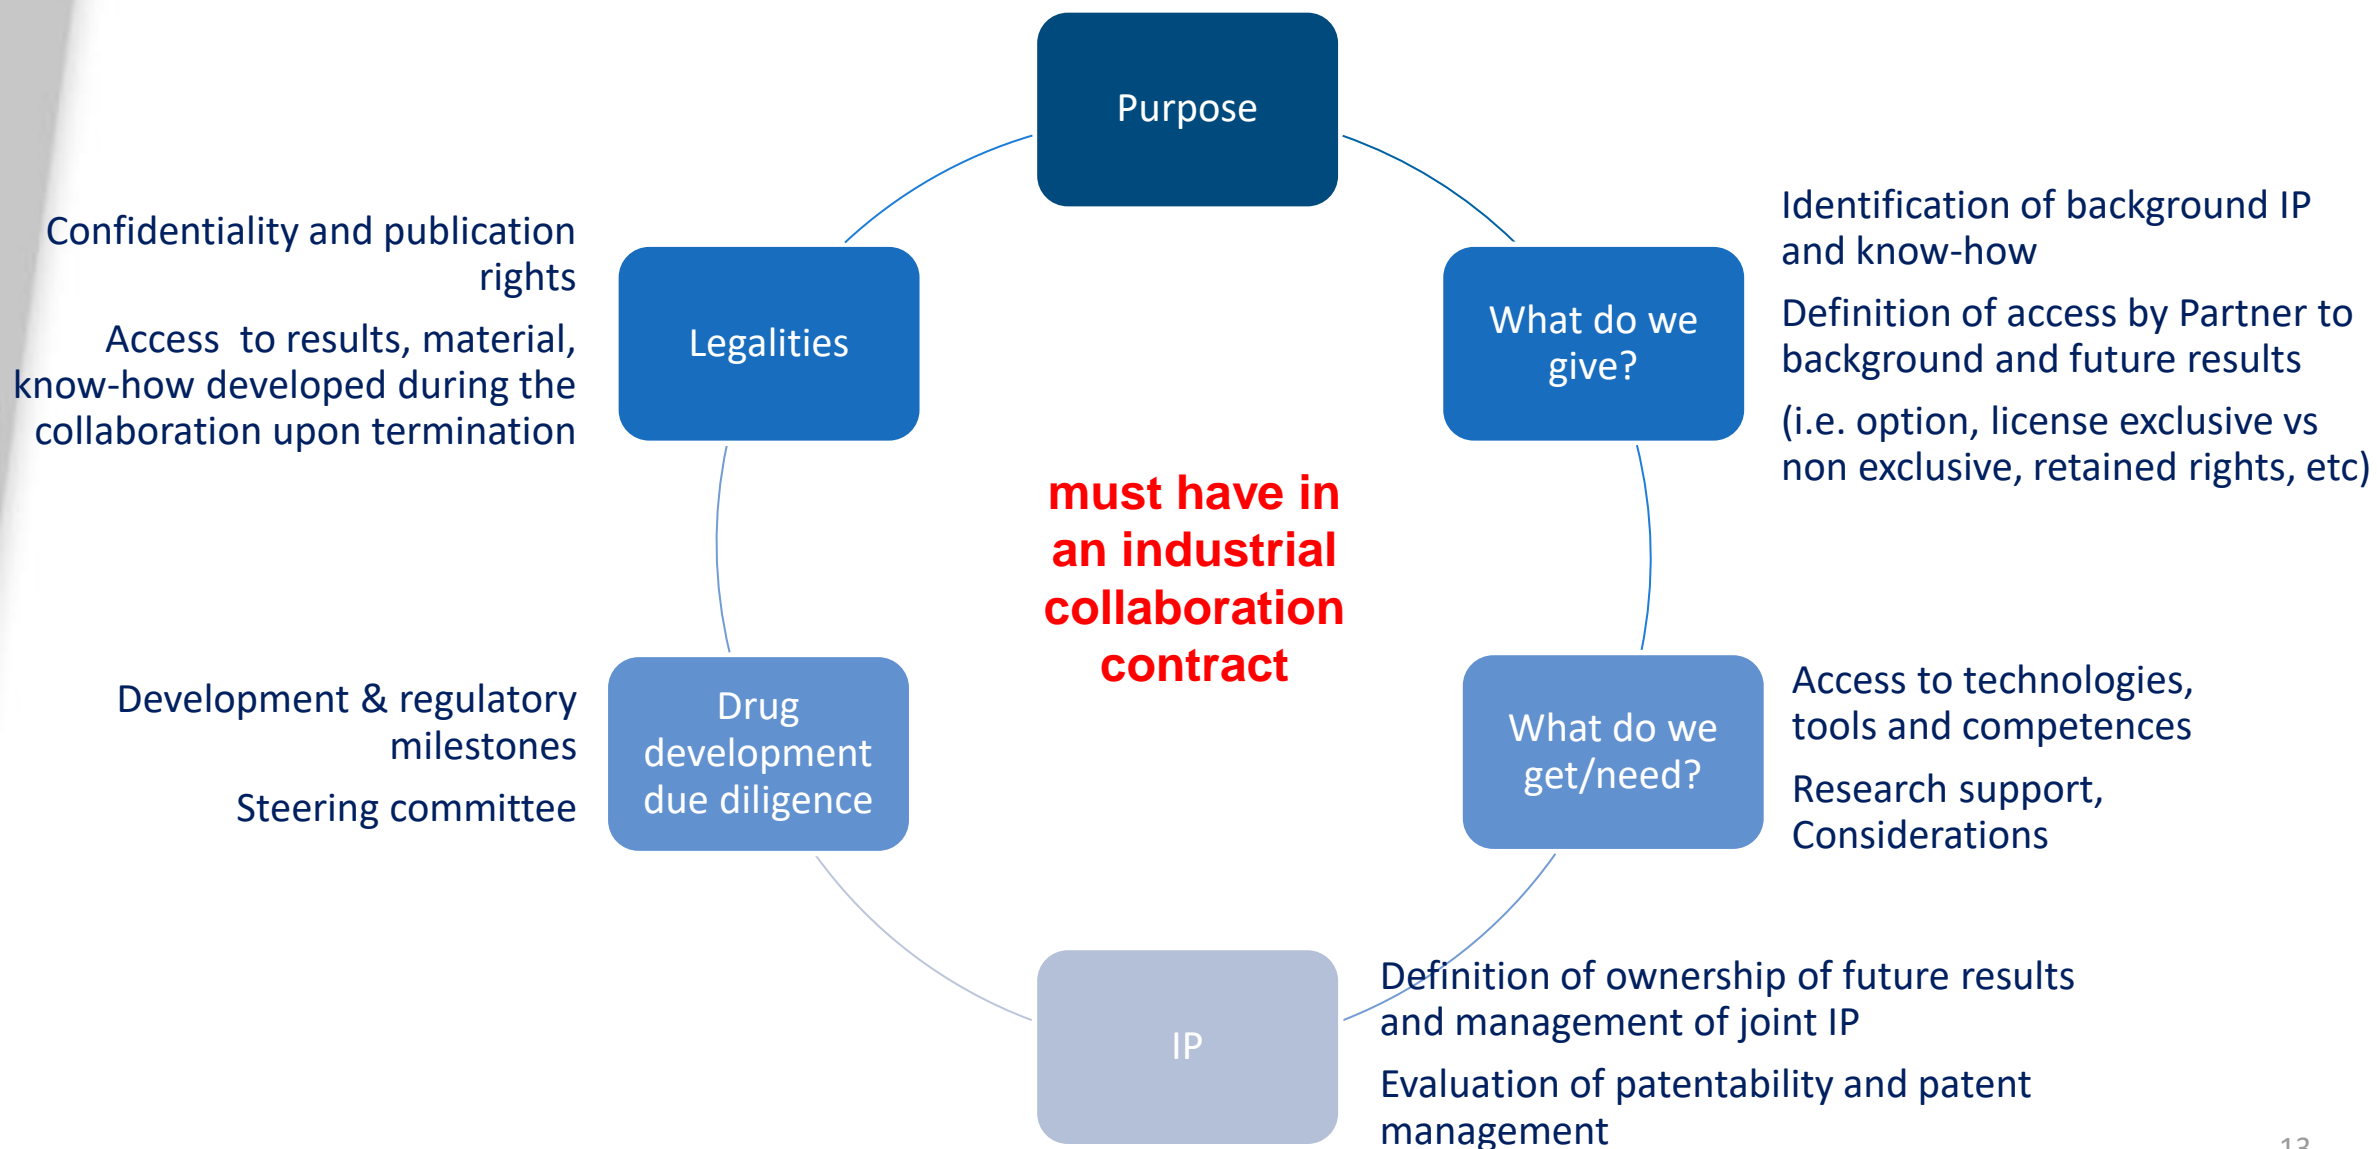 Purpose
Confidentiality and publication
rights
Access to results, material,
know-how developed during the
collaboration upon termination
Legalities
What do we
give?
Identification of background IP
and know-how
Definition of access by Partner to
background and future results
(i.e. option, license exclusive vs
non exclusive, retained rights, etc)
must have in
an industrial
collaboration
contract
Development & regulatory
milestones
Steering committee
Drug
development
due diligence
What do we
get/need?
Access to technologies,
tools and competences
Research support,
Considerations
IP
Definition of ownership of future results
and management of joint IP
Evaluation of patentability and patent
management
13